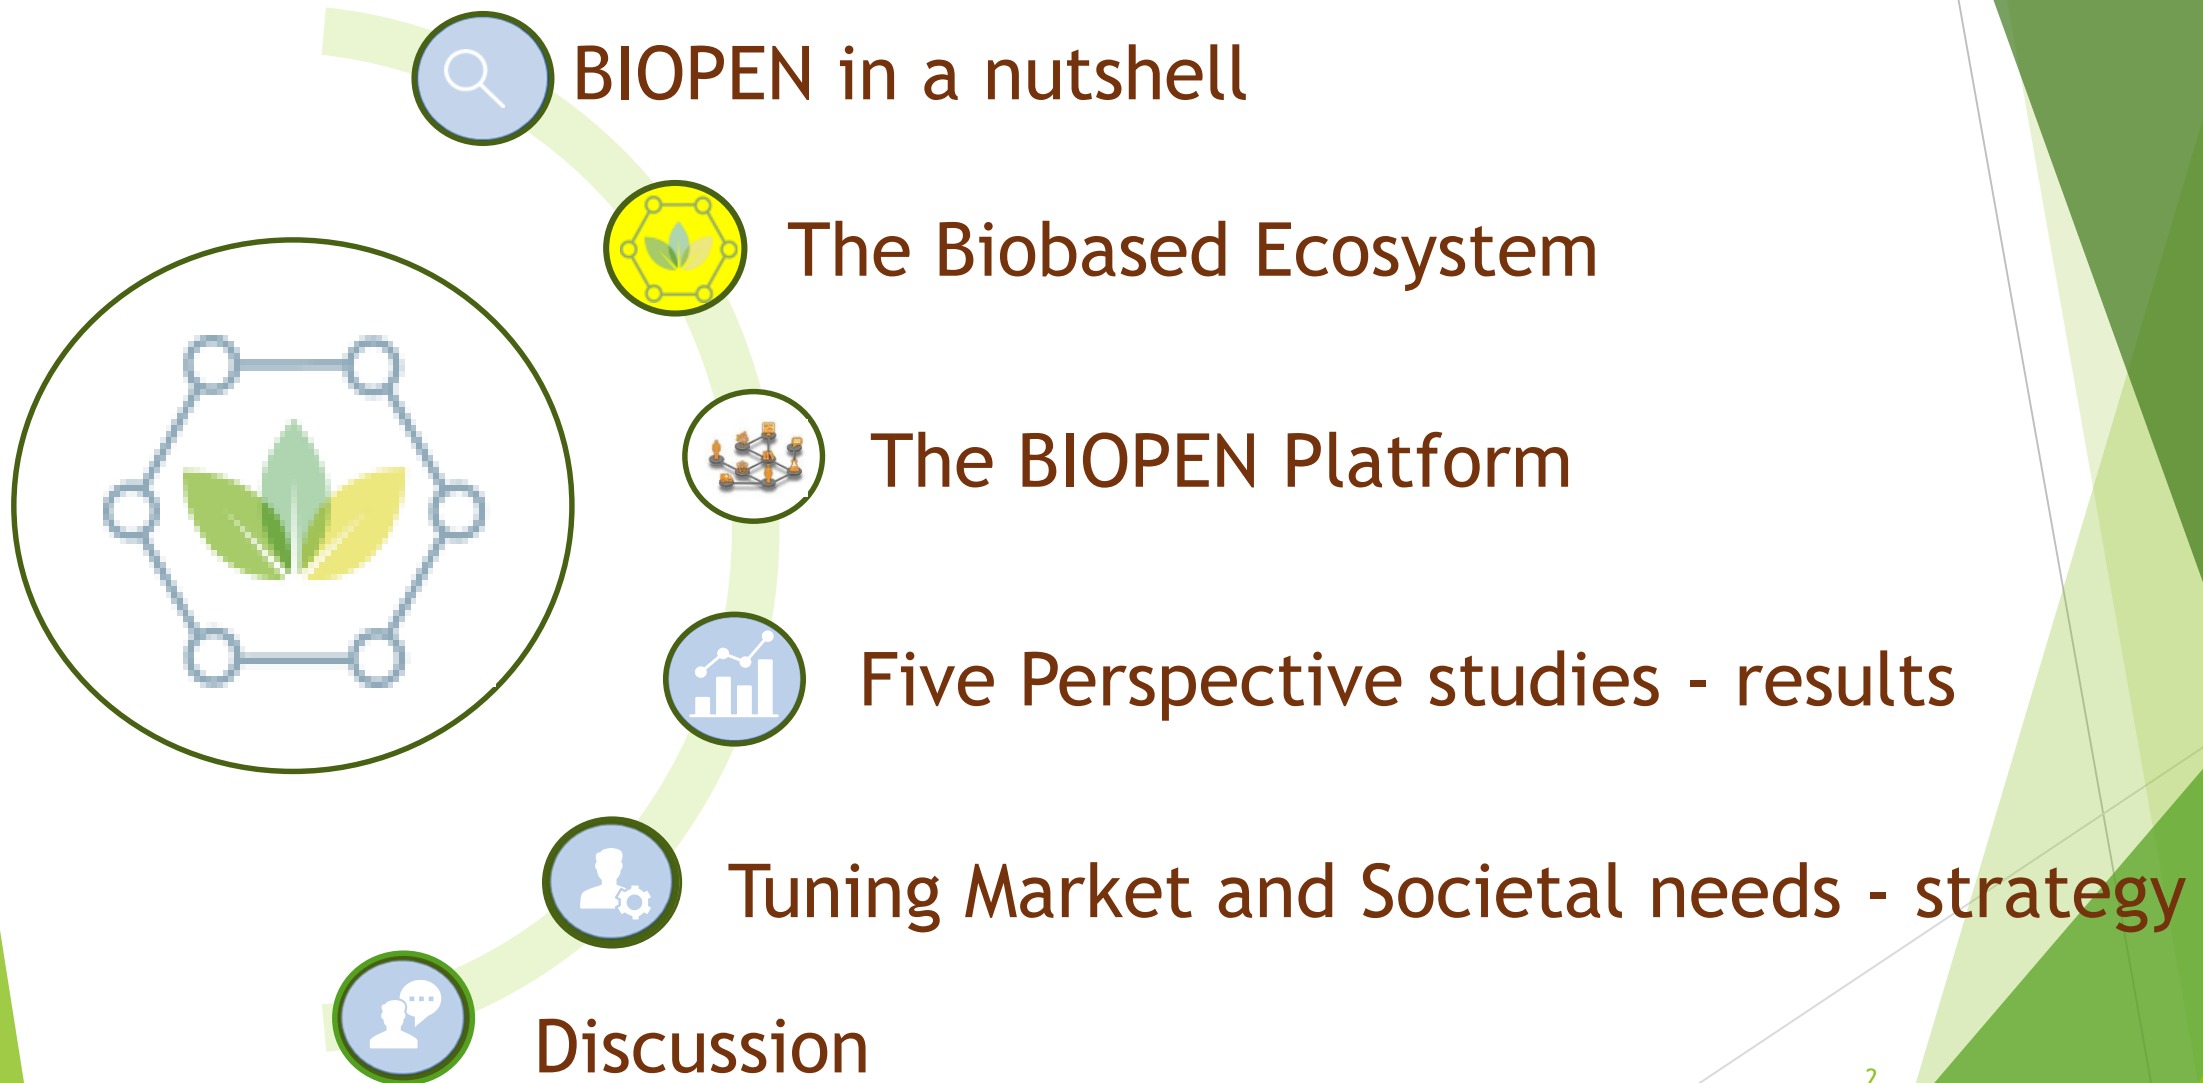 BIOPEN in a nutshell
The Biobased Ecosystem
The BIOPEN Platform
Five Perspective studies - results
Tuning Market and Societal needs - strategy
Discussion
2